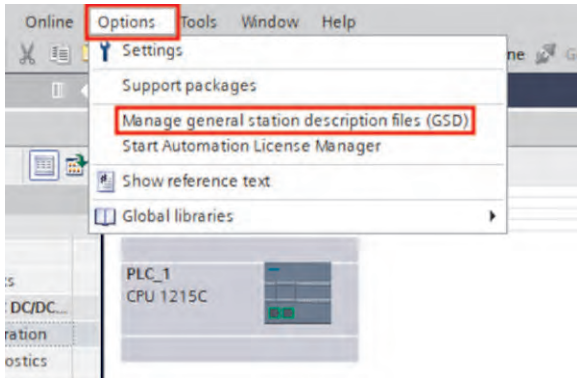 Online Options Tools Window Help
Settings
ne
Support packages
Manage general station description files (GSD)
Start Automation License Manager
Show reference text
Global libraries
PLC_1
CPU 1215C
DC/DC...
ration
ostics